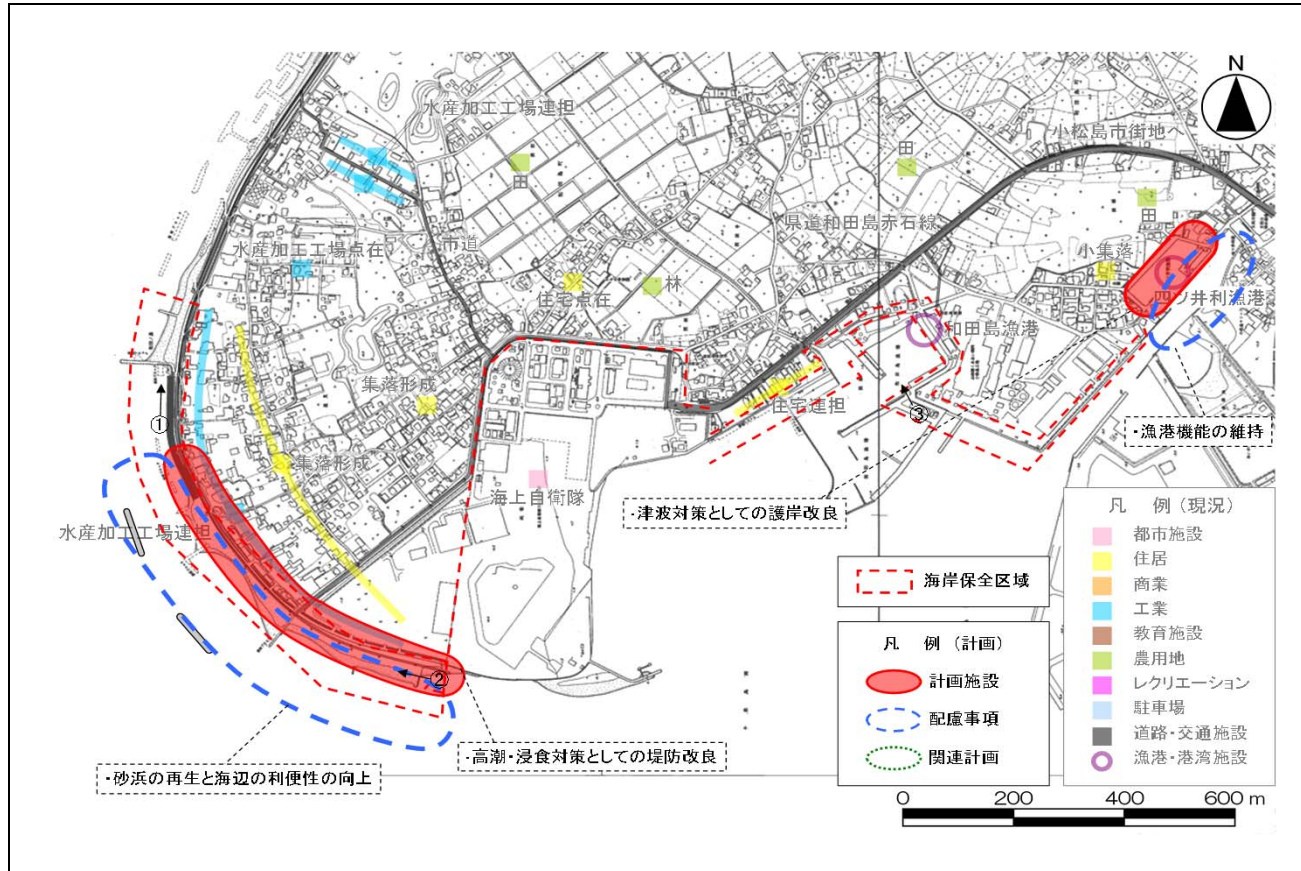 N
水産加工工場連担
小松島市街地へ
田
田
県道和田島赤石線
田
市道
水産加工工場点在
小集落
住宅点在
林
四ツ井利漁港
和田島漁港
集落形成
住宅連担
①
③
・漁港機能の維持
集落形成
海上自衛隊
・津波対策としての護岸改良
水産加工工場連担
②
・高潮・浸食対策としての堤防改良
・砂浜の再生と海辺の利便性の向上
海岸保全区域
凡 例 (計画)
計画施設
配慮事項
関連計画
凡 例 (現況)
都市施設
住居
商業
工業
教育施設
農用地
レクリエーション
駐車場
道路・交通施設
漁港・港湾施設
0 200 400 600 m